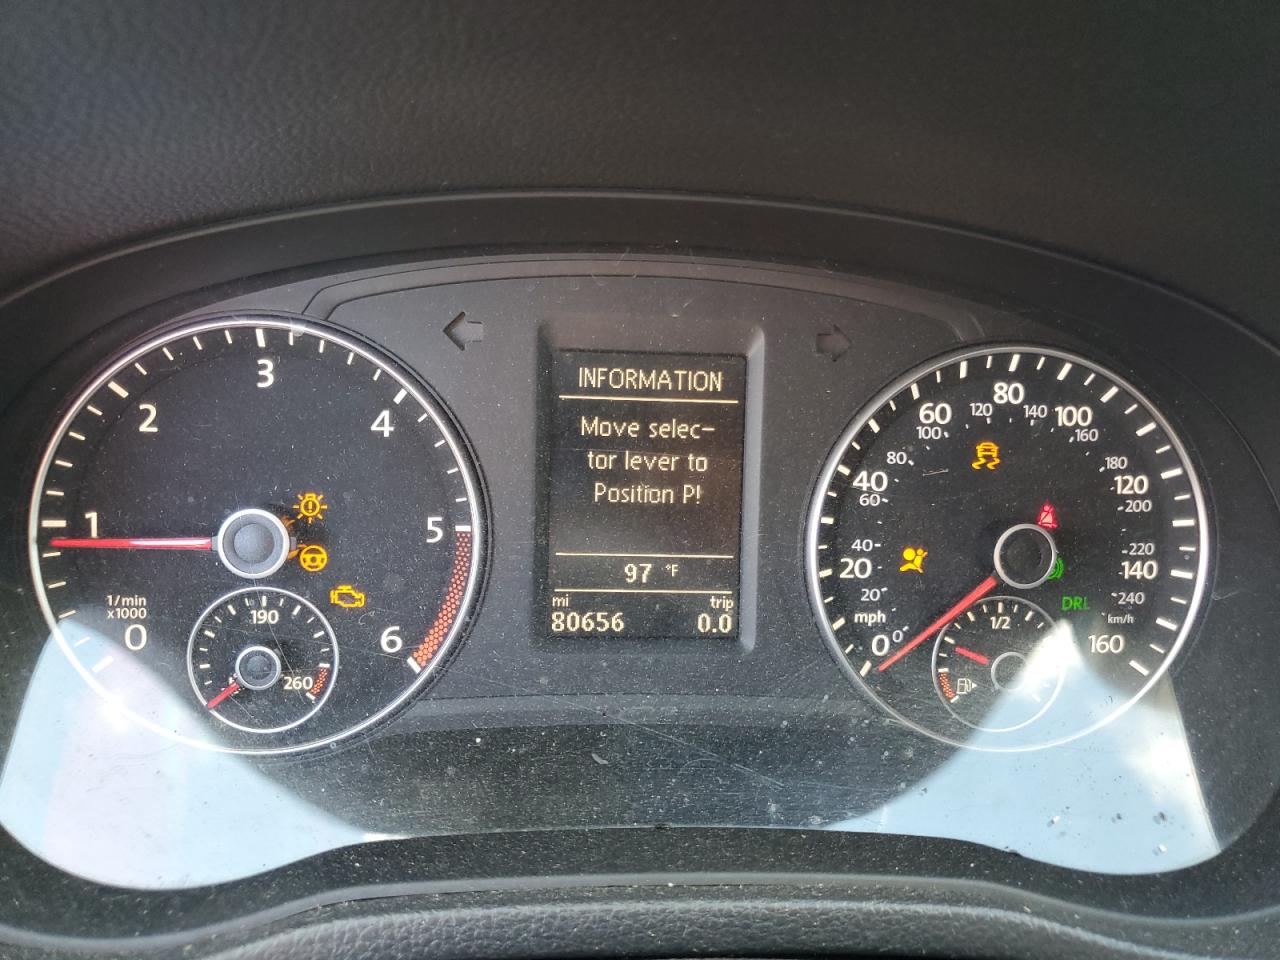 3
2
4
1
5
1/min
x1000
0
6
190
260
INFORMATION
Move selec-
tor lever to
Position P!
97 °F
mi
trip
80656
0.0
80
60
120
140
100
100
160
80
180
40
120
60
200
40
220
20
140
20
240
mph
DRL
km/h
0
0
1/2
160